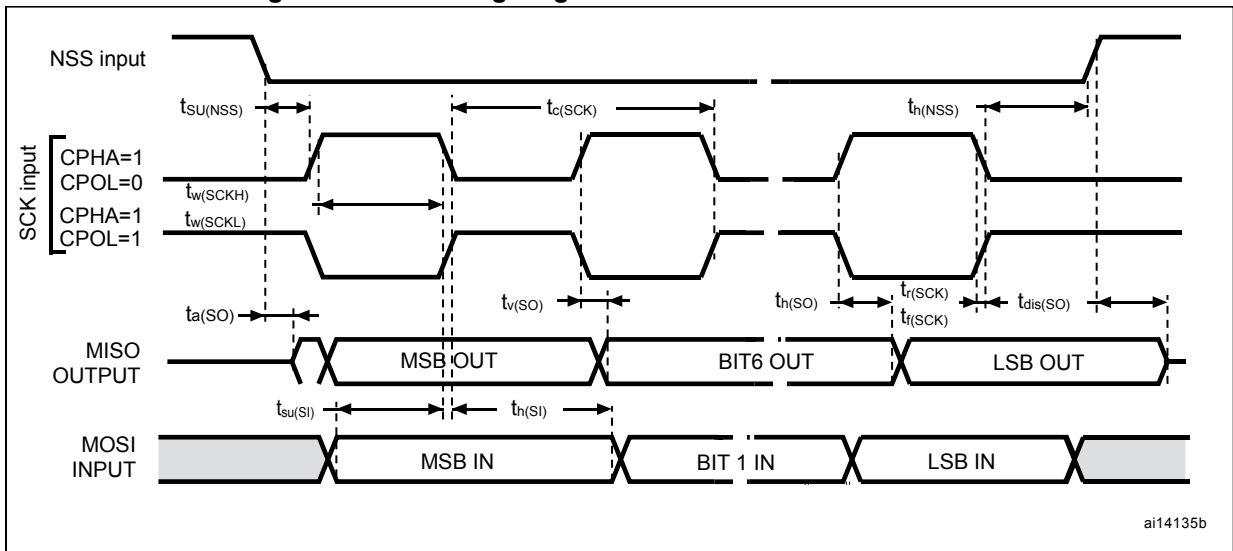 NSS input
tSU(NSS)
tc(SCK)
th(NSS)
SCK input
CPHA=1
CPOL=0
tw(SCKH)
CPHA=1
tw(SCKL)
CPOL=1
ta(SO)
tv(SO)
th(SO)
tr(SCK)
tf(SCK)
tdis(SO)
MISO
OUTPUT
MSB OUT
BIT6 OUT
LSB OUT
tsu(SI)
th(SI)
MOSI
INPUT
MSB IN
BIT 1 IN
LSB IN
ai14135b